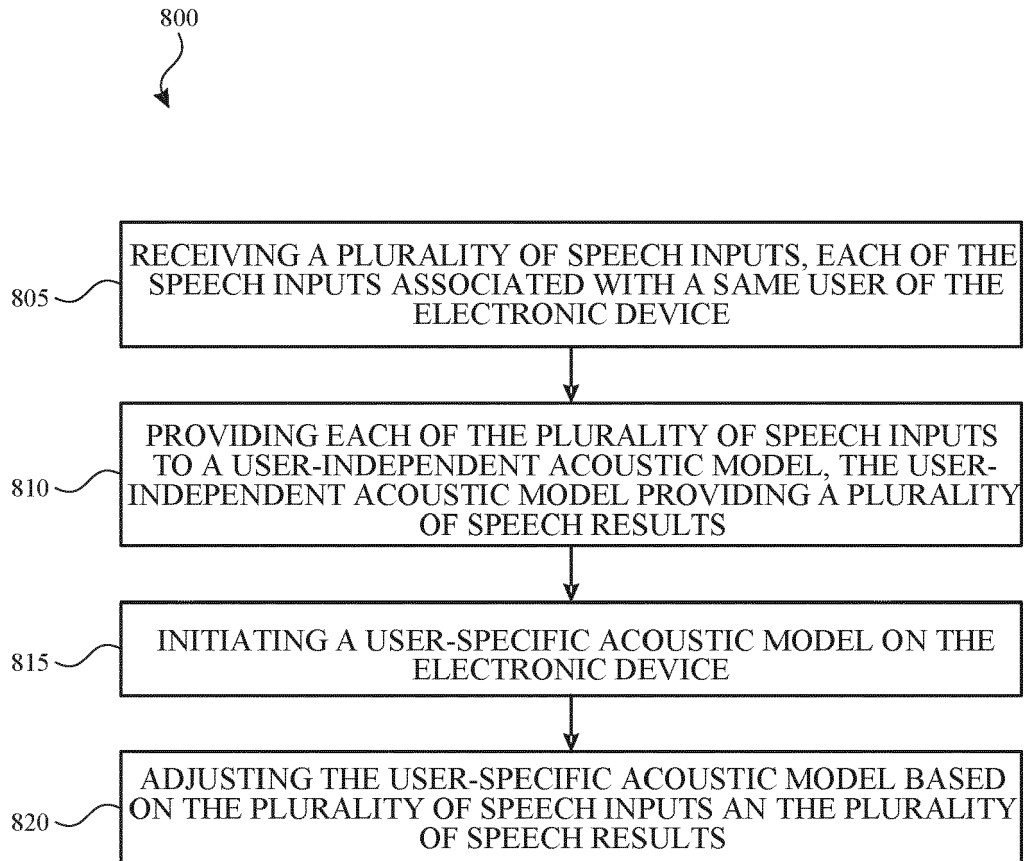 800
RECEIVING A PLURALITY OF SPEECH INPUTS, EACH OF THE
SPEECH INPUTS ASSOCIATED WITH A SAME USER OF THE
ELECTRONIC DEVICE
805
PROVIDING EACH OF THE PLURALITY OF SPEECH INPUTS
TO A USER-INDEPENDENT ACOUSTIC MODEL, THE USER-
INDEPENDENT ACOUSTIC MODEL PROVIDING A PLURALITY
OF SPEECH RESULTS
810
INITIATING A USER-SPECIFIC ACOUSTIC MODEL ON THE
ELECTRONIC DEVICE
815
ADJUSTING THE USER-SPECIFIC ACOUSTIC MODEL BASED
ON THE PLURALITY OF SPEECH INPUTS AN THE PLURALITY
OF SPEECH RESULTS
820